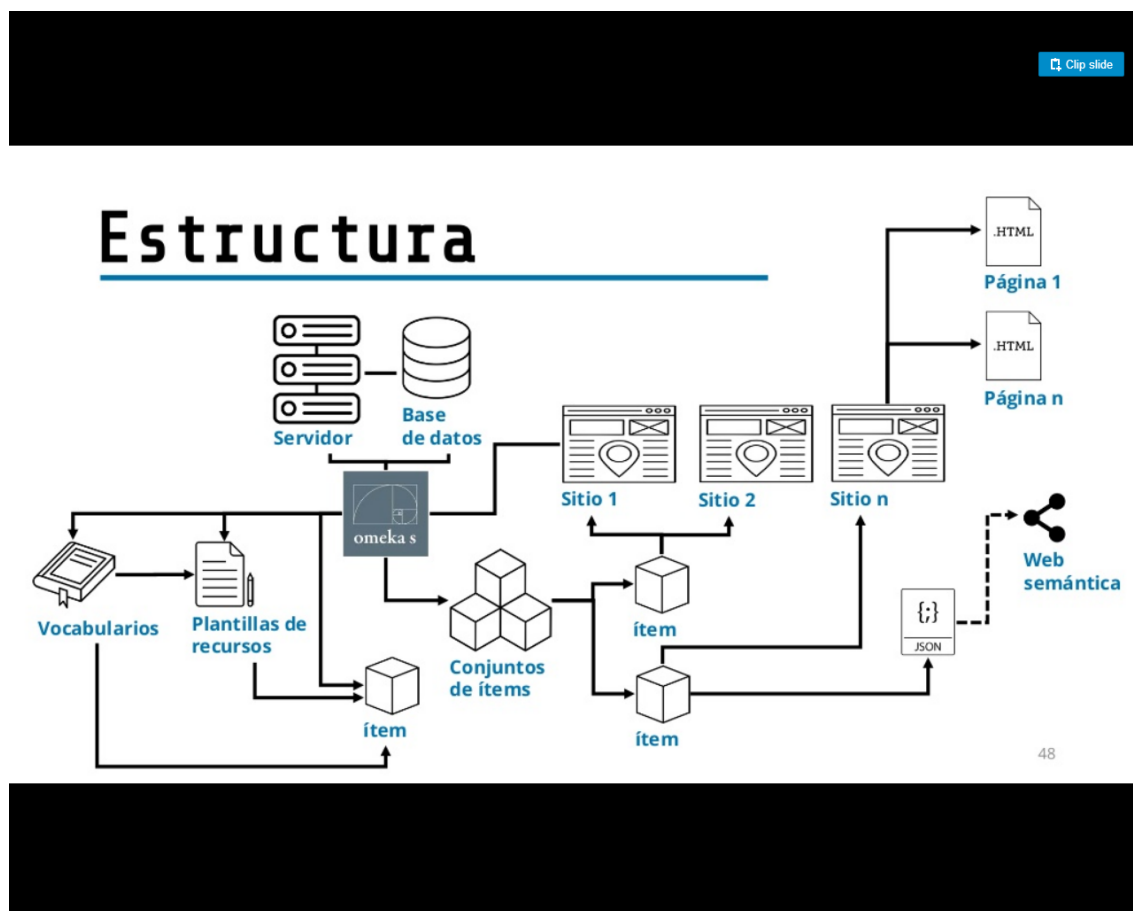 Clip slide
Estructura
.HTML
Página 1
.HTML
Página n
Servidor
Base
de datos
Sitio 1
Sitio 2
Sitio n
omeka s
Web
semántica
Vocabularios
Plantillas de
recursos
ítem
Conjuntos
de ítems
ítem
ítem
{;}
JSON
48